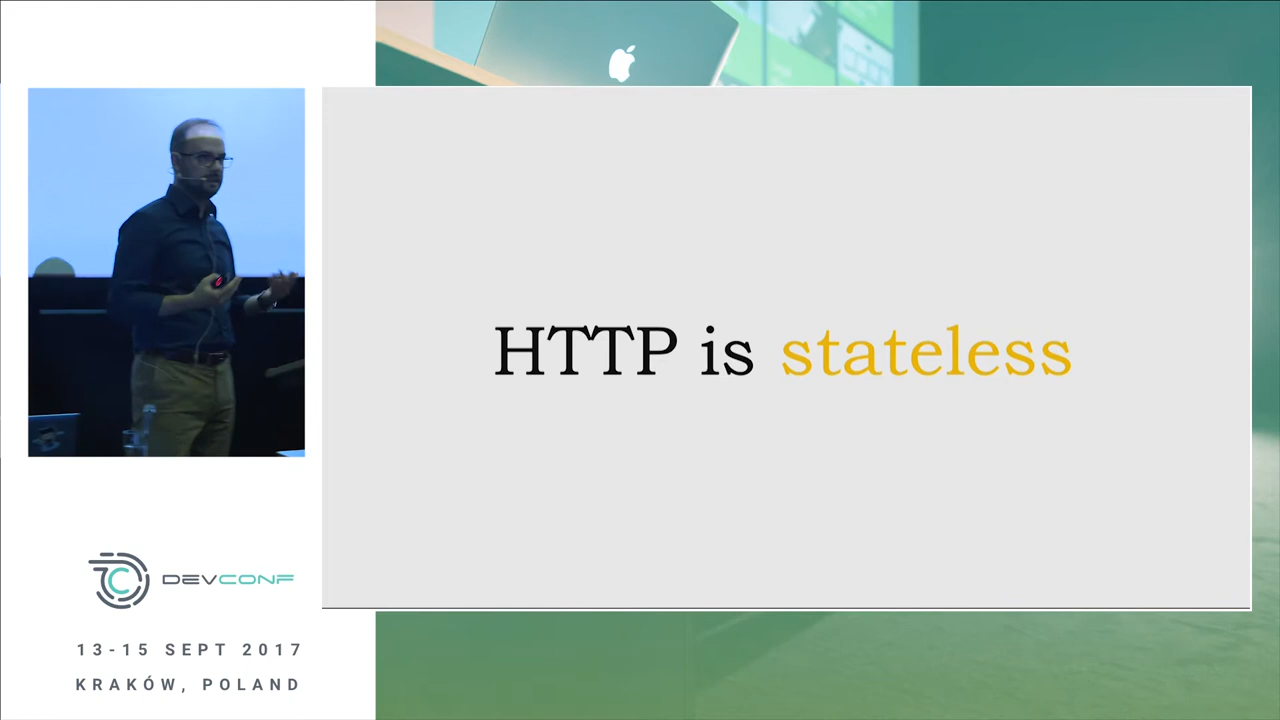 HTTP is stateless
DEVCONF
13-15 SEPT 2017
KRAKÓW, POLAND